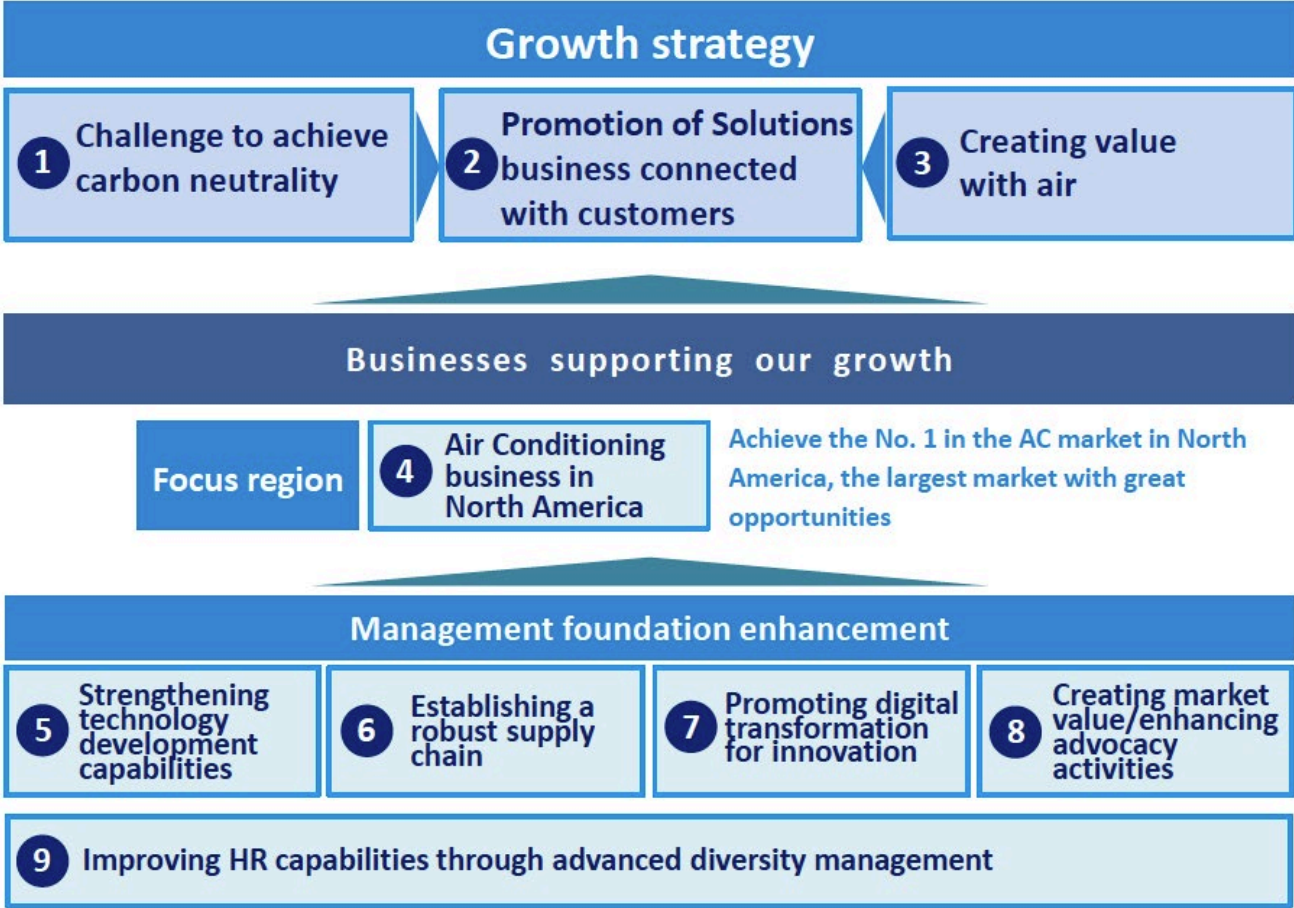 Growth strategy
1
Challenge to achieve
carbon neutrality
2
Promotion of Solutions
business connected
with customers
3
Creating value
with air
Businesses supporting our growth
Focus region
4
Air Conditioning
business in
North America
Achieve the No. 1 in the AC market in North
America, the largest market with great
opportunities
Management foundation enhancement
5
Strengthening
technology
development
capabilities
6
Establishing a
robust supply
chain
7
Promoting digital
transformation
for innovation
8
Creating market
value/enhancing
advocacy
activities
9
Improving HR capabilities through advanced diversity management